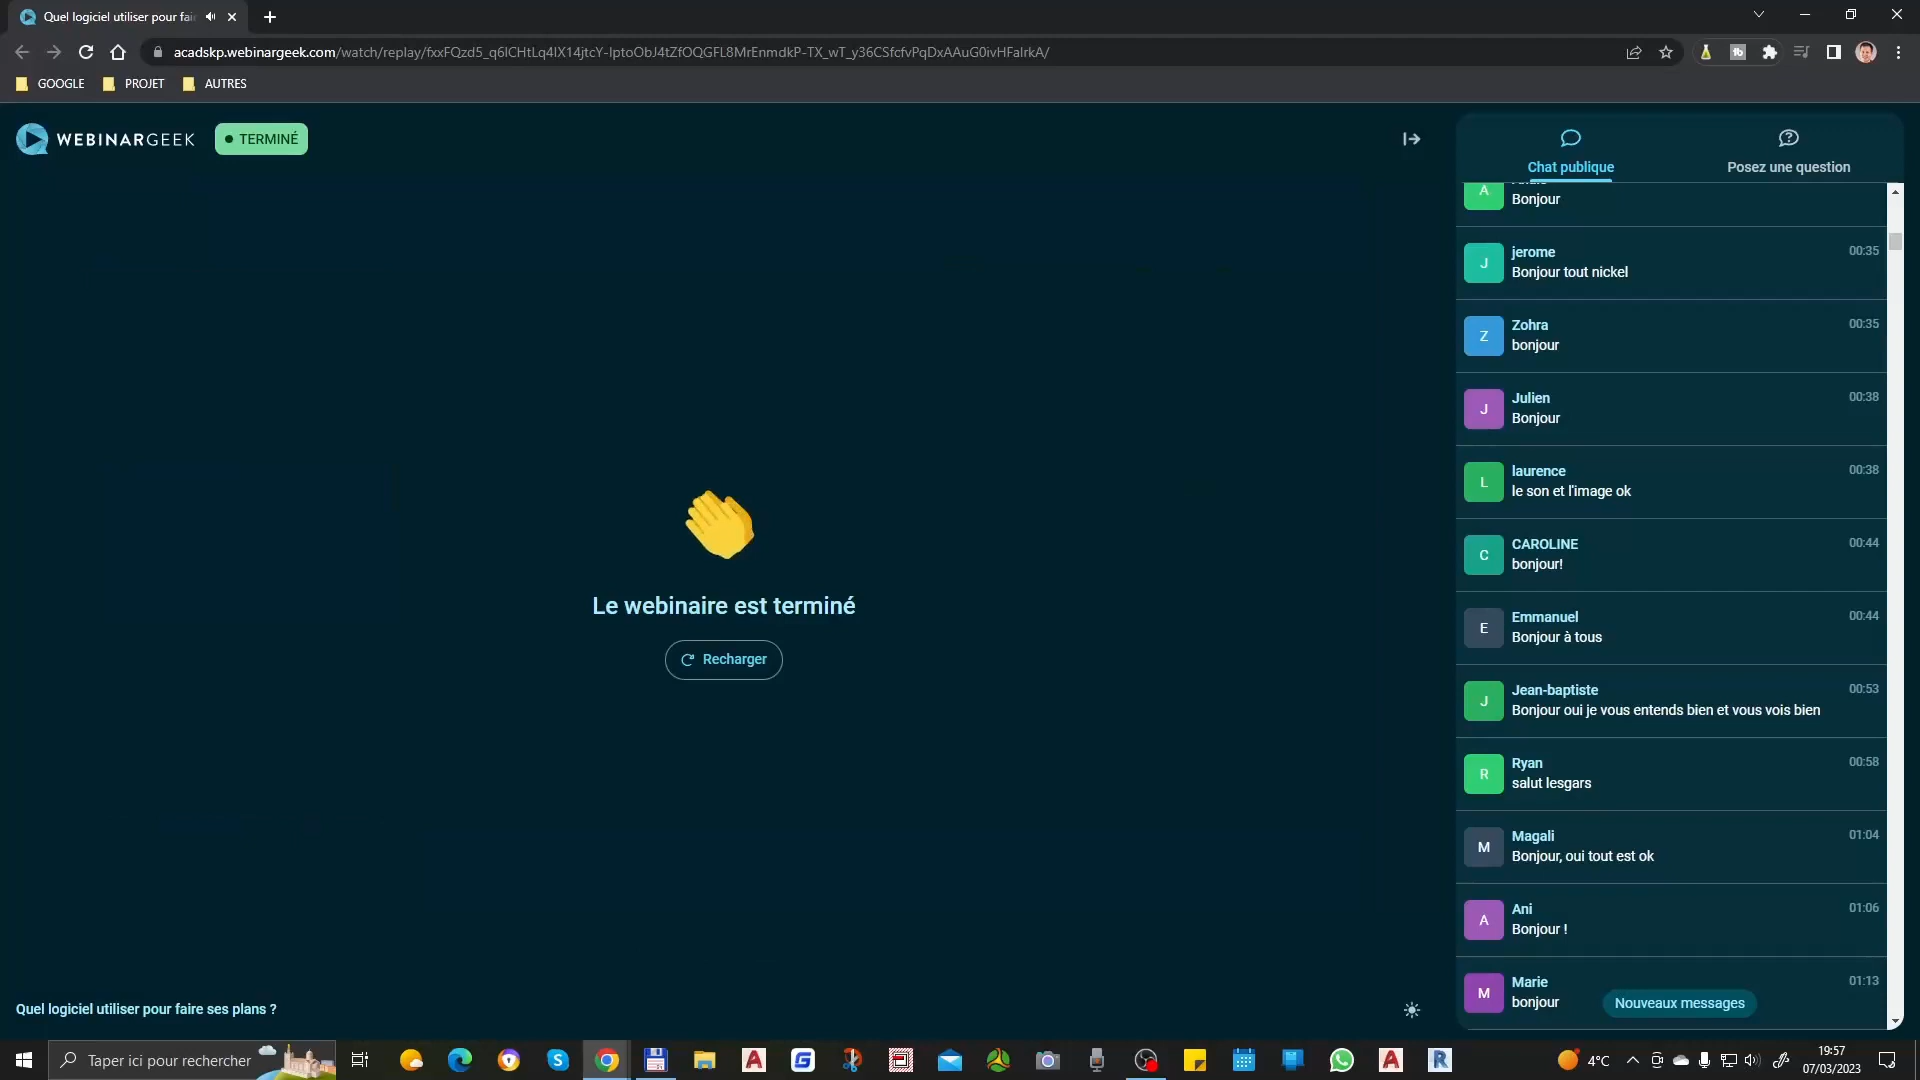 Quel logiciel utiliser pour fai
acadskp.webinargeek.com/watch/replay/
GOOGLE
PROJET
AUTRES
WEBINARGEEK
TERMINÉ
Chat publique
Posez une question
A
Bonjour
J
jerome
00:35
Bonjour tout nickel
Z
Zohra
00:35
bonjour
J
Julien
00:38
Bonjour
L
laurence
00:38
le son et l'image ok
C
CAROLINE
00:44
bonjour!
E
Emmanuel
00:44
Bonjour à tous
J
Jean-baptiste
00:53
Bonjour oui je vous entends bien et vous vois bien
R
Ryan
00:58
salut lesgars
M
Magali
01:04
Bonjour, oui tout est ok
A
Ani
01:06
Bonjour !
M
Marie
01:13
bonjour
Nouveaux messages
Le webinaire est terminé
Recharger
Quel logiciel utiliser pour faire ses plans ?
Taper ici pour rechercher
4°C
19:57
07/03/2023